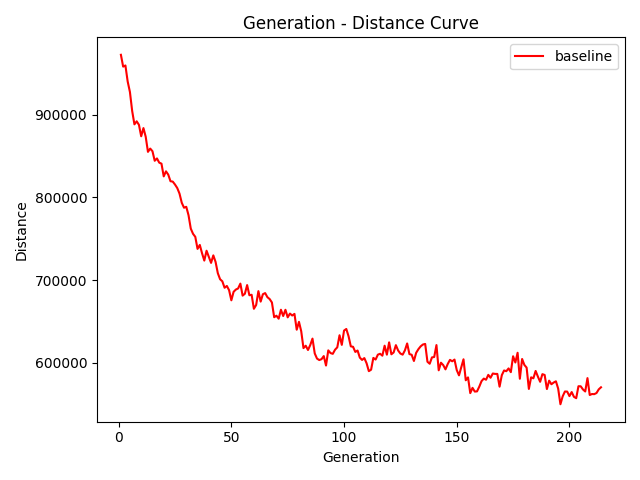 Generation - Distance Curve
baseline
900000
800000
700000
600000
Distance
0 50 100 150 200
Generation